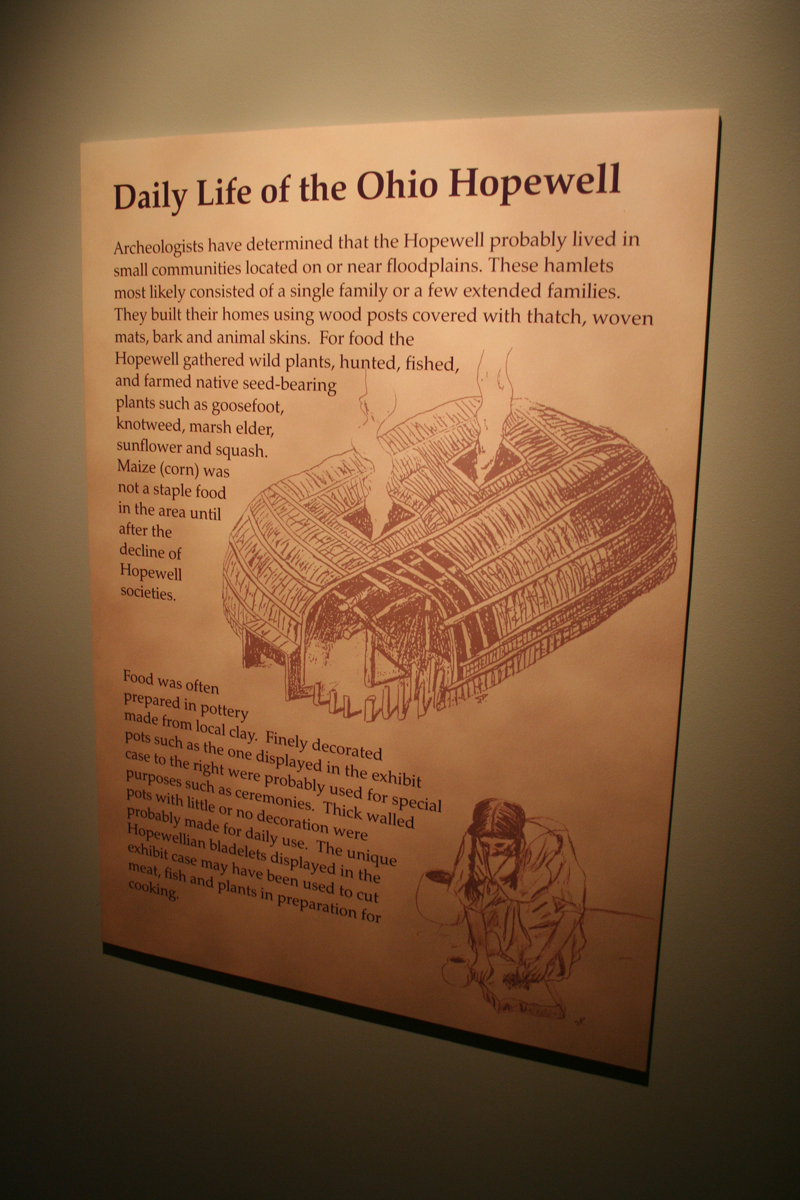 Daily Life of the Ohio Hopewell
Archeologists have determined that the Hopewell probably lived in
small communities located on or near floodplains. These hamlets
most likely consisted of a single family or a few extended families.
They built their homes using wood posts covered with thatch, woven
mats, bark and animal skins. For food the
Hopewell gathered wild plants, hunted, fished,
and farmed native seed-bearing
plants such as goosefoot,
knotweed, marsh elder,
sunflower and squash.
Maize (corn) was
not a staple food
in the area until
after the
decline of
Hopewell
societies.
Food was often
prepared in pottery
made from local clay. Finely decorated
pots such as the one displayed in the exhibit
case to the right were probably used for special
purposes such as ceremonies. Thick walled
pots with little or no decoration were
probably made for daily use. The unique
Hopewellian bladelets displayed in the
exhibit case may have been used to cut
meat, fish and plants in preparation for
cooking.